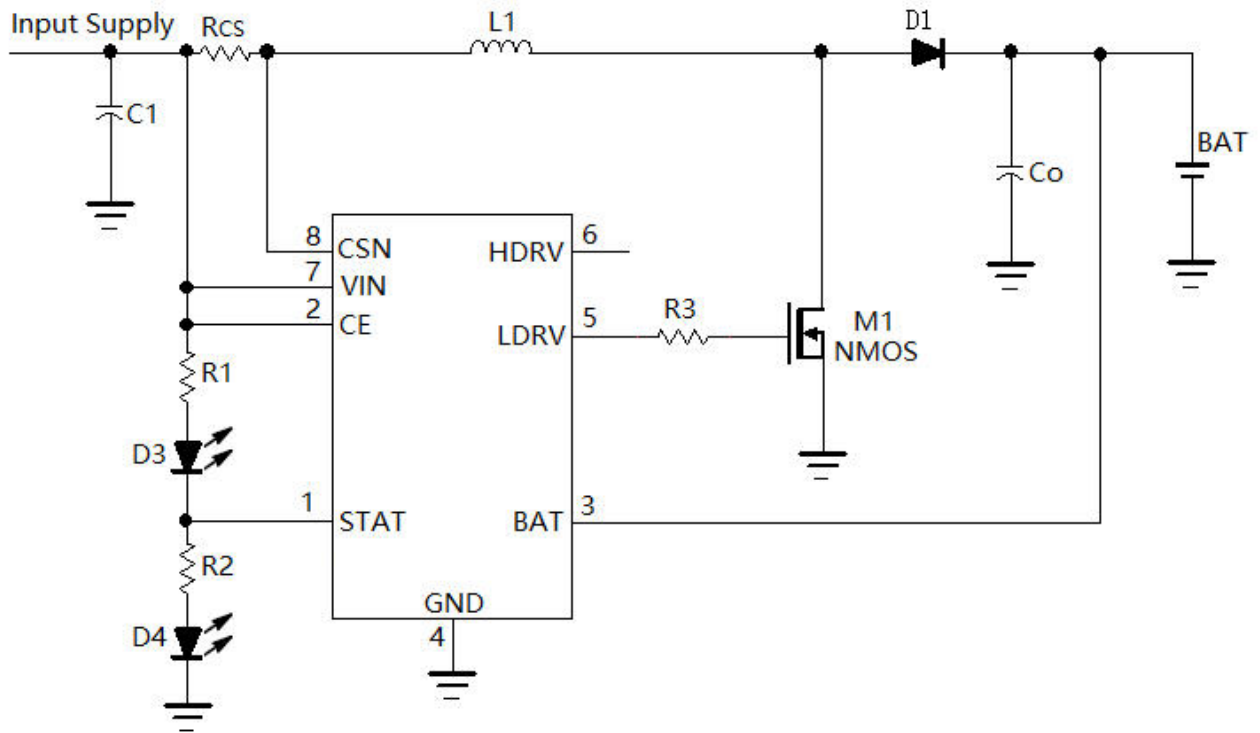 Input Supply
Rcs
L1
D1
C1
Co
BAT
8
CSN
HDRV
6
7
VIN
2
CE
R1
LDRV
5
R3
M1
NMOS
D3
1
STAT
BAT
3
R2
GND
4
D4